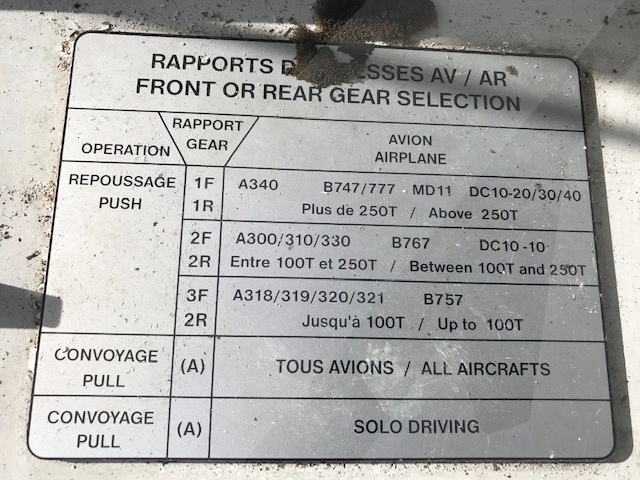 RAPPORTS AV / AR
FRONT OR REAR GEAR SELECTION
OPERATION
RAPPORT
GEAR
AVION
AIRPLANE
REPOUSSAGE
PUSH
1F A340 B747/777 MD11 DC10-20/30/40
1R Plus de 250T / Above 250T
2F A300/310/330 B767 DC10-10
2R Entre 100T et 250T / Between 100T and 250T
3F A318/319/320/321 B757
2R Jusqu'à 100T / Up to 100T
CONVOYAGE
PULL
(A)
TOUS AVIONS / ALL AIRCRAFTS
CONVOYAGE
PULL
(A)
SOLO DRIVING